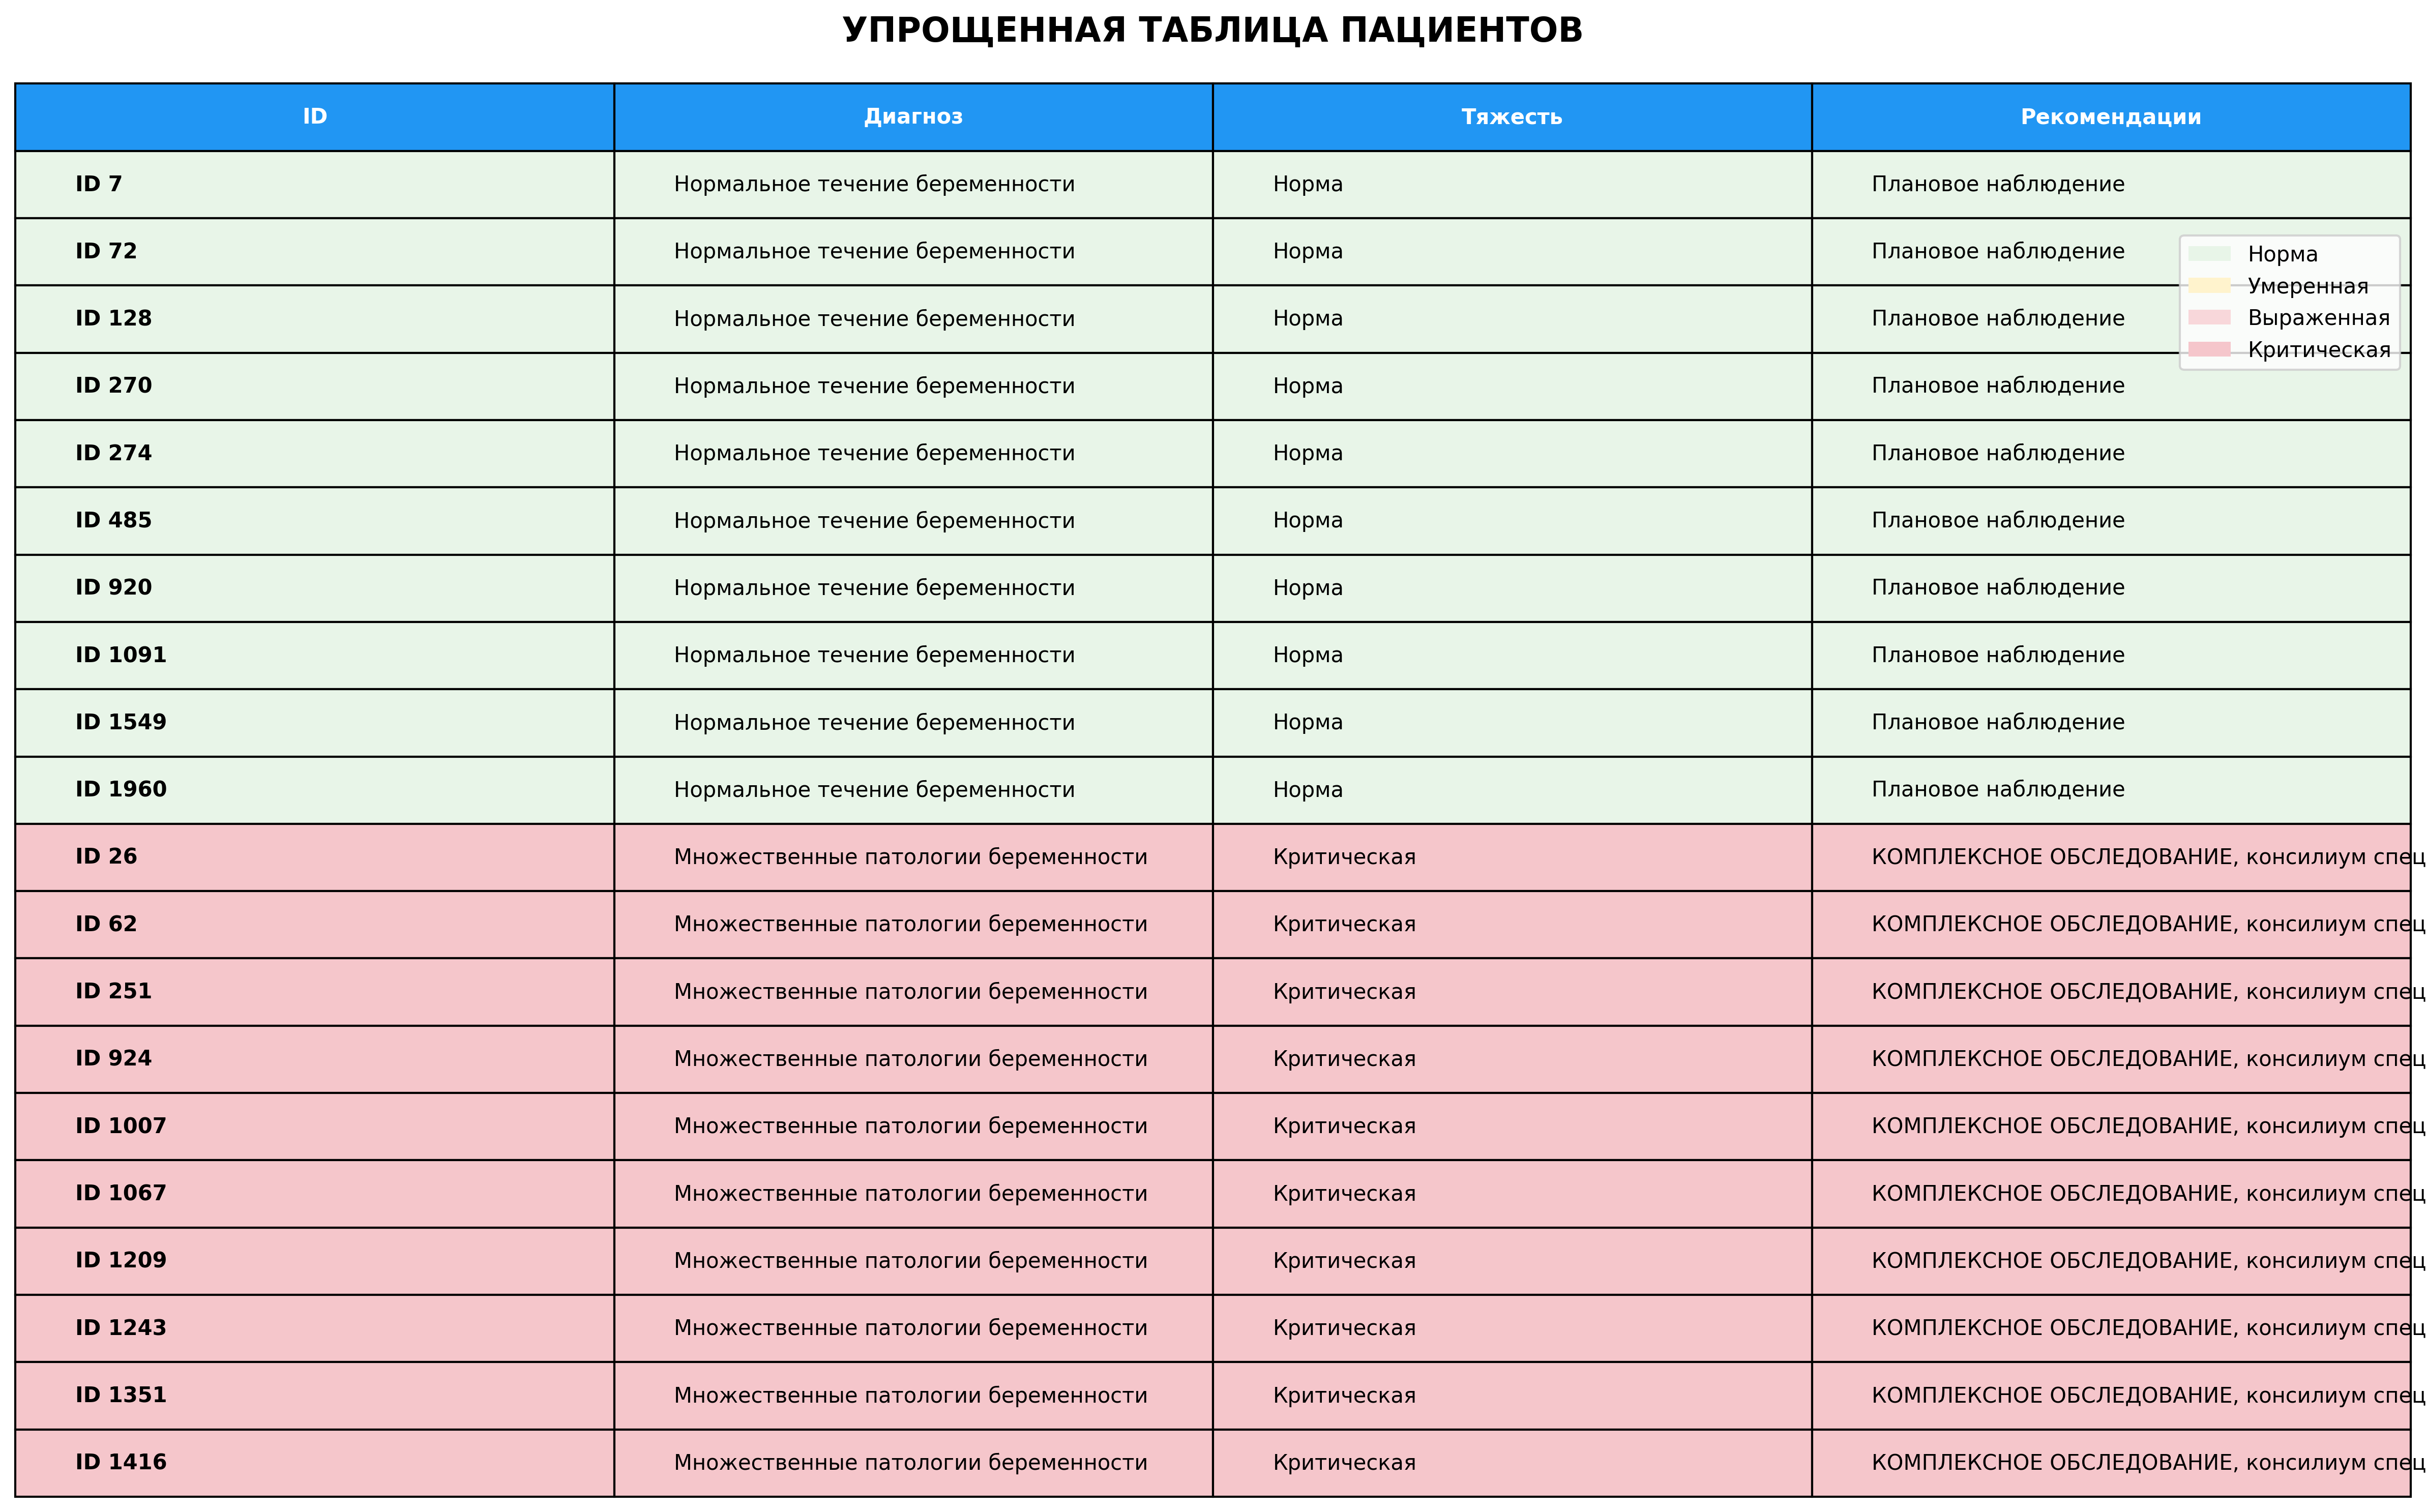 УПРОЩЕННАЯ ТАБЛИЦА ПАЦИЕНТОВ
ID Диагноз Тяжесть Рекомендации
ID 7 Нормальное течение беременности Норма Плановое наблюдение
ID 72 Нормальное течение беременности Норма Плановое наблюдение
ID 128 Нормальное течение беременности Норма Плановое наблюдение
ID 270 Нормальное течение беременности Норма Плановое наблюдение
ID 274 Нормальное течение беременности Норма Плановое наблюдение
ID 485 Нормальное течение беременности Норма Плановое наблюдение
ID 920 Нормальное течение беременности Норма Плановое наблюдение
ID 1091 Нормальное течение беременности Норма Плановое наблюдение
ID 1549 Нормальное течение беременности Норма Плановое наблюдение
ID 1960 Нормальное течение беременности Норма Плановое наблюдение
ID 26 Множественные патологии беременности Критическая КОМПЛЕКСНОЕ ОБСЛЕДОВАНИЕ, консилиум спец
ID 62 Множественные патологии беременности Критическая КОМПЛЕКСНОЕ ОБСЛЕДОВАНИЕ, консилиум спец
ID 251 Множественные патологии беременности Критическая КОМПЛЕКСНОЕ ОБСЛЕДОВАНИЕ, консилиум спец
ID 924 Множественные патологии беременности Критическая КОМПЛЕКСНОЕ ОБСЛЕДОВАНИЕ, консилиум спец
ID 1007 Множественные патологии беременности Критическая КОМПЛЕКСНОЕ ОБСЛЕДОВАНИЕ, консилиум спец
ID 1067 Множественные патологии беременности Критическая КОМПЛЕКСНОЕ ОБСЛЕДОВАНИЕ, консилиум спец
ID 1209 Множественные патологии беременности Критическая КОМПЛЕКСНОЕ ОБСЛЕДОВАНИЕ, консилиум спец
ID 1243 Множественные патологии беременности Критическая КОМПЛЕКСНОЕ ОБСЛЕДОВАНИЕ, консилиум спец
ID 1351 Множественные патологии беременности Критическая КОМПЛЕКСНОЕ ОБСЛЕДОВАНИЕ, консилиум спец
ID 1416 Множественные патологии беременности Критическая КОМПЛЕКСНОЕ ОБСЛЕДОВАНИЕ, консилиум спец
Норма
Умеренная
Выраженная
Критическая